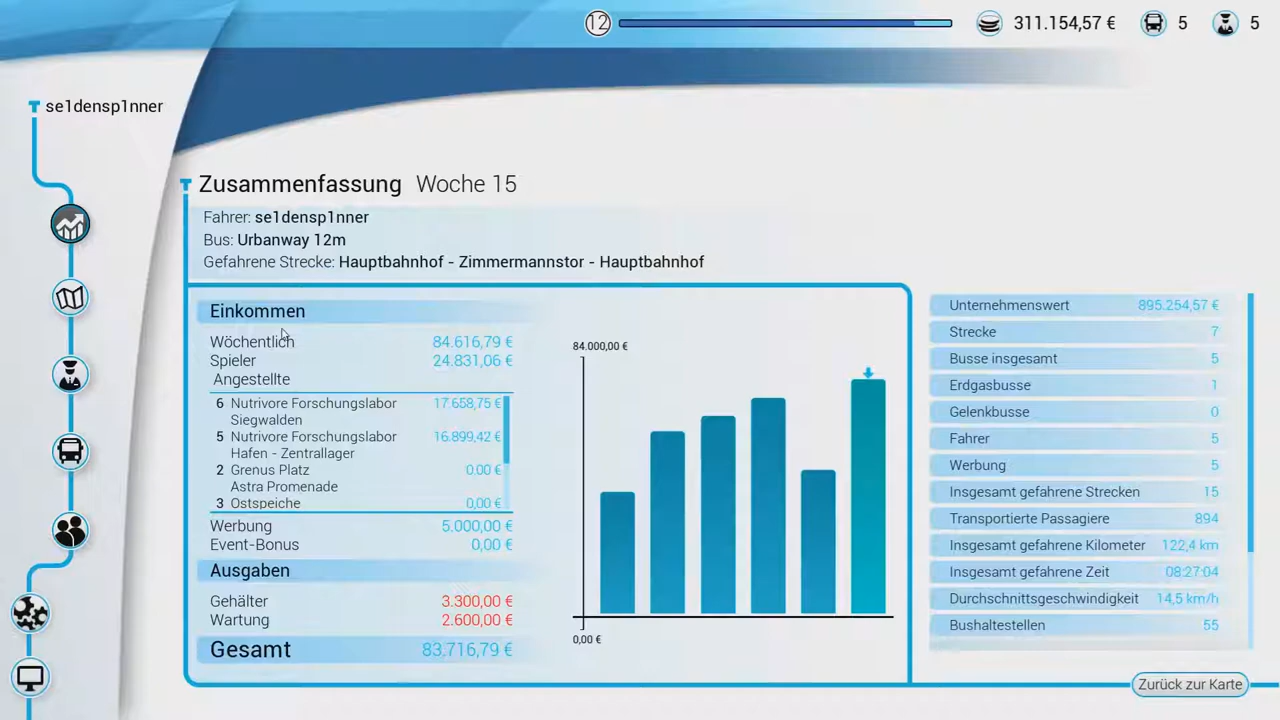 12 311.154,57 € 5 5
se1densp1nner
Zusammenfassung Woche 15
Fahrer: se1densp1nner
Bus: Urbanway 12m
Gefahrene Strecke: Hauptbahnhof - Zimmermannstor - Hauptbahnhof
Einkommen
Wöchentlich 84.616,79 €
Spieler 24.831,06 €
Angestellte
6 Nutrivore Forschungslabor 17.658,75 €
Siegwalden
5 Nutrivore Forschungslabor 16.899,42 €
Hafen - Zentrallager
2 Grenus Platz 0,00 €
Astra Promenade
3 Ostspeiche 0,00 €
Werbung 5.000,00 €
Event-Bonus 0,00 €
Ausgaben
Gehälter 3.300,00 €
Wartung 2.600,00 €
Gesamt 83.716,79 €
84.000,00 €
0,00 €
Unternehmenswert 895.254,57 €
Strecke 7
Busse insgesamt 5
Erdgasbusse 1
Gelenkbusse 0
Fahrer 5
Werbung 5
Insgesamt gefahrene Strecken 15
Transportierte Passagiere 894
Insgesamt gefahrene Kilometer 122,4 km
Insgesamt gefahrene Zeit 08:27:04
Durchschnittsgeschwindigkeit 14,5 km/h
Bushaltestellen 55
Zurück zur Karte